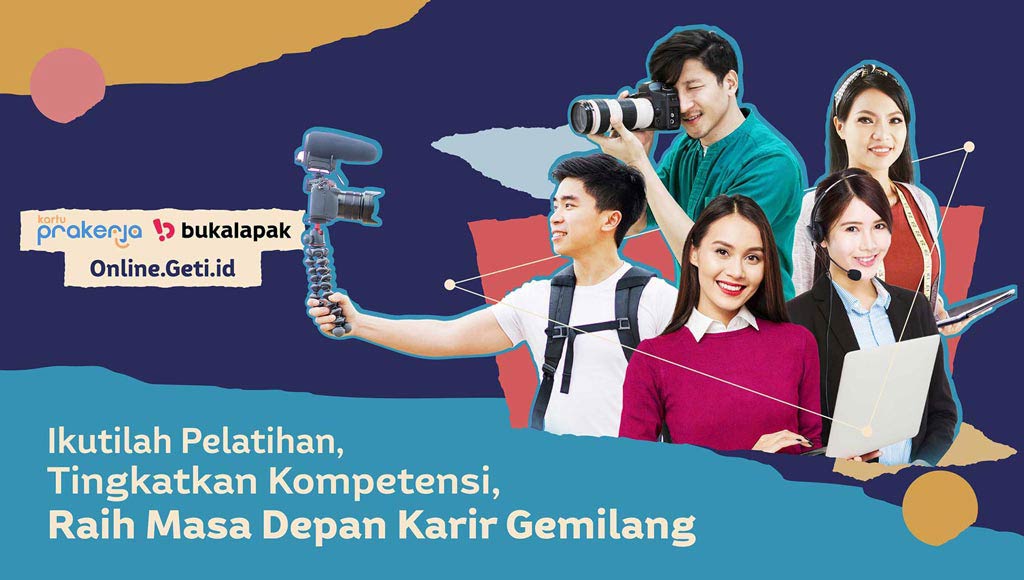 kartu
prakerja bukalapak
Online.Geti.id
Ikutilah Pelatihan,
Tingkatkan Kompetensi,
Raih Masa Depan Karir Gemilang